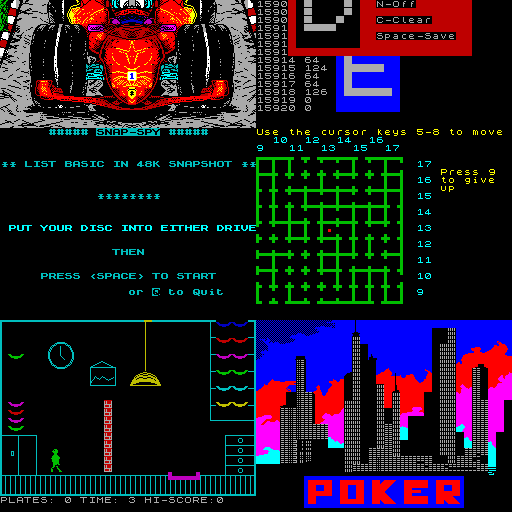 1
5
1590
1591
1591
1591
15914 64
15915 124
15916 64
15917 64
15918 126
15919 0
15920 0
N-Off
C-Clear
Space-Save
E
##### SNAP-SPY #####
** LIST BASIC IN 48K SNAPSHOT **
********
PUT YOUR DISC INTO EITHER DRIVE
THEN
PRESS <SPACE> TO START
or E to Quit
Use the cursor keys 5-8 to move
10 12 14 16
9 11 13 15 17
17
16
15
14
13
12
11
10
9
Press 9
to give
UP
PLATES: 0 TIME: 3 HI-SCORE:0
POKER